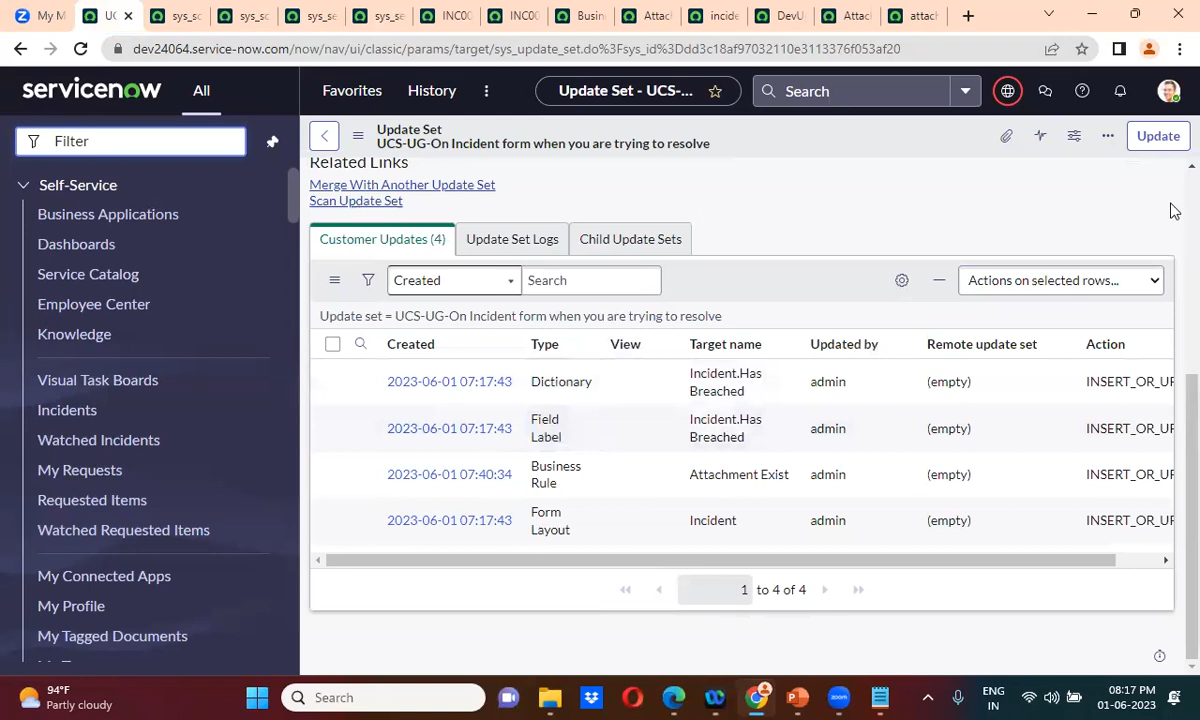 My M
UC
sys_sc
sys_sc
sys_se
sys_se
INC00
INC00
Busin
Attac
incide
DevU
Attac
attac
dev24064.service-now.com/now/nav/ui/classic/params/target/sys_update_set.do%3Fsys_id%3Ddd3c18af97032110e3113376f053af20
servicenow
All
Favorites
History
Update Set - UCS-...
Search
Filter
Update Set
UCS-UG-On Incident form when you are trying to resolve
Update
Self-Service
Business Applications
Dashboards
Service Catalog
Employee Center
Knowledge
Visual Task Boards
Incidents
Watched Incidents
My Requests
Requested Items
Watched Requested Items
My Connected Apps
My Profile
My Tagged Documents
Related Links
Merge With Another Update Set
Scan Update Set
Customer Updates (4)
Update Set Logs
Child Update Sets
Created
Search
Actions on selected rows...
Update set = UCS-UG-On Incident form when you are trying to resolve
Created Type View Target name Updated by Remote update set Action
2023-06-01 07:17:43 Dictionary Incident.Has Breached admin (empty) INSERT_OR_UP
2023-06-01 07:17:43 Field Label Incident.Has Breached admin (empty) INSERT_OR_UP
2023-06-01 07:40:34 Business Rule Attachment Exist admin (empty) INSERT_OR_UP
2023-06-01 07:17:43 Form Layout Incident admin (empty) INSERT_OR_UP
1 to 4 of 4
94°F
Partly cloudy
Search
ENG
IN
08:17 PM
01-06-2023